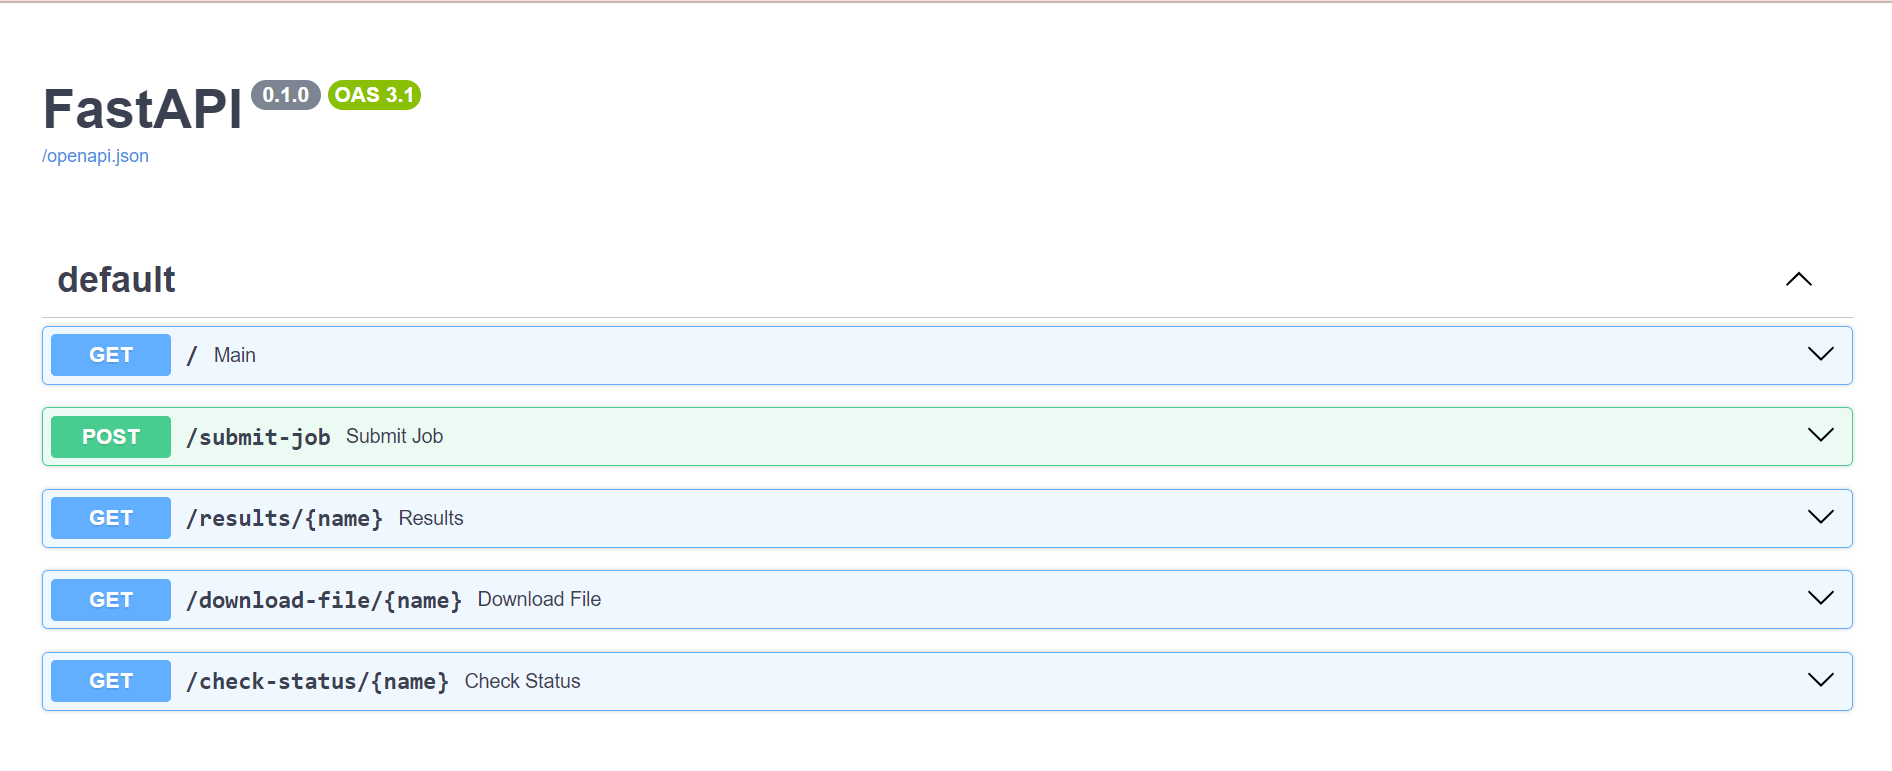 FastAPI 0.1.0 OAS 3.1
/openapi.json
default
GET / Main
POST /submit-job Submit Job
GET /results/{name} Results
GET /download-file/{name} Download File
GET /check-status/{name} Check Status